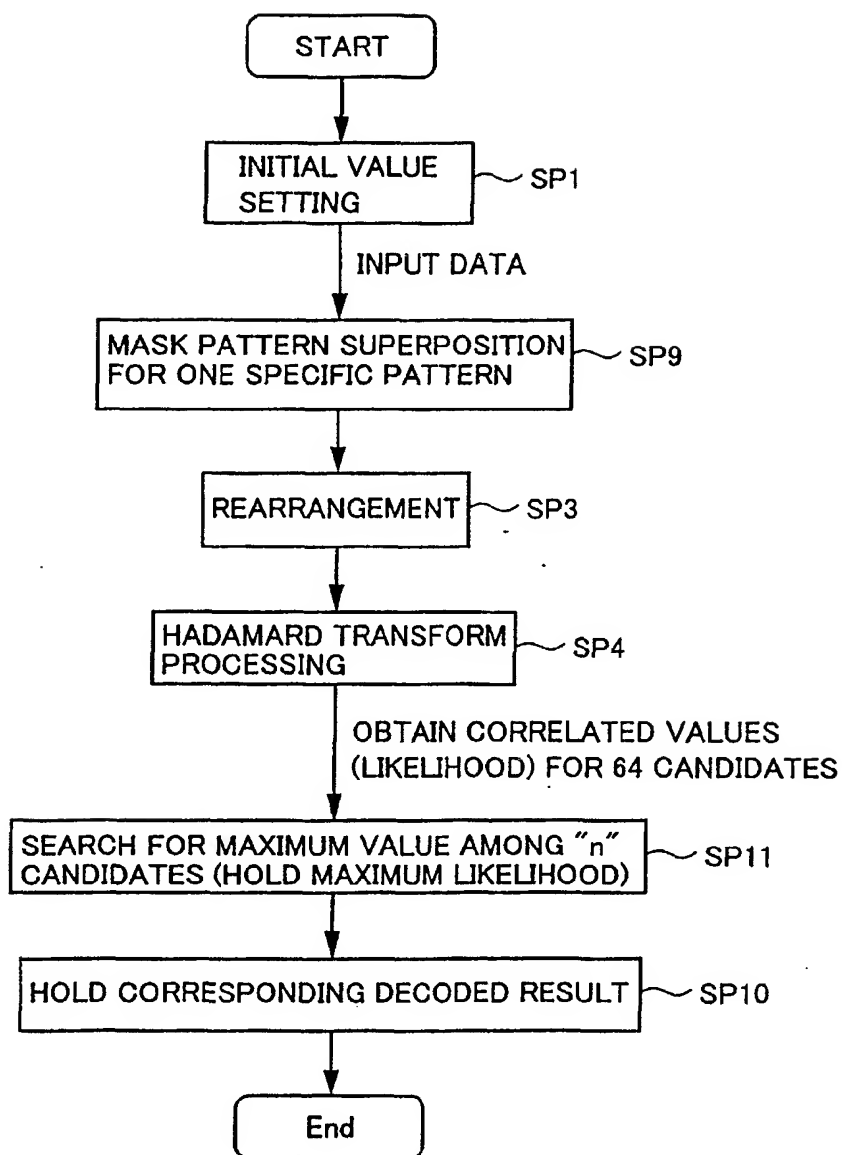 START
INITIAL VALUE
SETTING
SP1
INPUT DATA
MASK PATTERN SUPERPOSITION
FOR ONE SPECIFIC PATTERN
SP9
REARRANGEMENT
SP3
HADAMARD TRANSFORM
PROCESSING
SP4
OBTAIN CORRELATED VALUES
(LIKELIHOOD) FOR 64 CANDIDATES
SEARCH FOR MAXIMUM VALUE AMONG "n"
CANDIDATES (HOLD MAXIMUM LIKELIHOOD)
SP11
HOLD CORRESPONDING DECODED RESULT
SP10
End